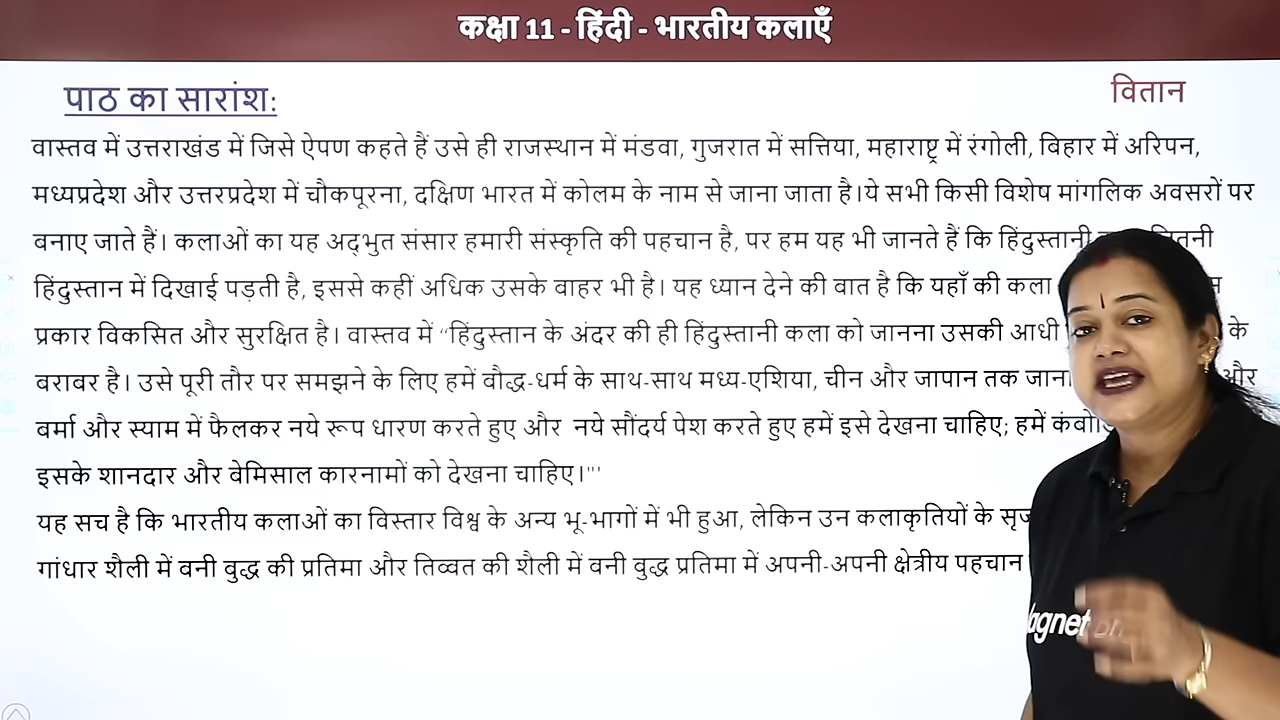 कक्षा 11 - हिंदी - भारतीय कलाएँ
पाठ का सारांश:
वितान
वास्तव में उत्तराखंड में जिसे ऐपण कहते हैं उसे ही राजस्थान में मंडवा, गुजरात में सत्तिया, महाराष्ट्र में रंगोली, बिहार में अरिपन,
मध्यप्रदेश और उत्तरप्रदेश में चौकपूरना, दक्षिण भारत में कोलम के नाम से जाना जाता है।ये सभी किसी विशेष मांगलिक अवसरों पर
बनाए जाते हैं। कलाओं का यह अद्भुत संसार हमारी संस्कृति की पहचान है, पर हम यह भी जानते हैं कि हिंदुस्तानी
हिंदुस्तान में दिखाई पड़ती है, इससे कहीं अधिक उसके वाहर भी है। यह ध्यान देने की वात है कि यहाँ की कला
प्रकार विकसित और सुरक्षित है। वास्तव में “हिंदुस्तान के अंदर की ही हिंदुस्तानी कला को जानना उसकी आधी के
बराबर है। उसे पूरी तौर पर समझने के लिए हमें बौद्ध-धर्म के साथ-साथ मध्य-एशिया, चीन और जापान तक और
वर्मा और स्याम में फैलकर नये रूप धारण करते हुए और नये सौंदर्य पेश करते हुए हमें इसे देखना चाहिए; हमें
इसके शानदार और बेमिसाल कारनामों को देखना चाहिए।"'
यह सच है कि भारतीय कलाओं का विस्तार विश्व के अन्य भू-भागों में भी हुआ, लेकिन उन कलाकृतियों के
गांधार शैली में वनी वुद्ध की प्रतिमा और तिव्वत की शैली में वनी वुद्ध प्रतिमा में अपनी-अपनी क्षेत्रीय पहचान